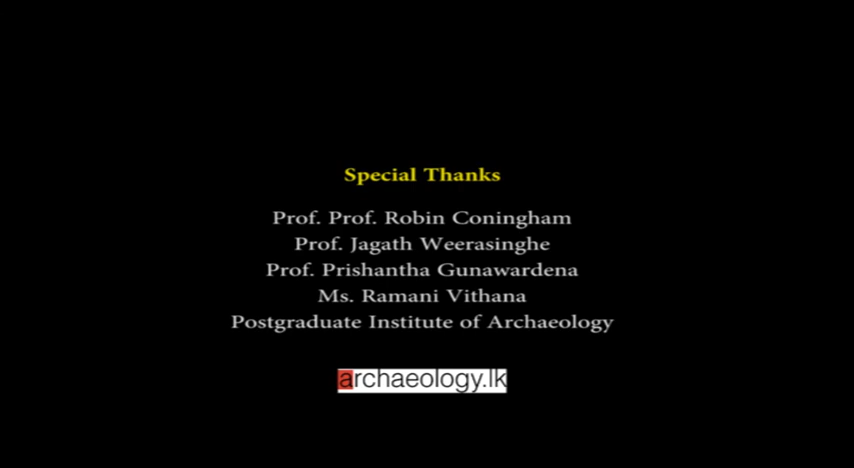 Special Thanks
Prof. Prof. Robin Coningham
Prof. Jagath Weerasinghe
Prof. Prishantha Gunawardena
Ms. Ramani Vithana
Postgraduate Institute of Archaeology
archaeology.lk